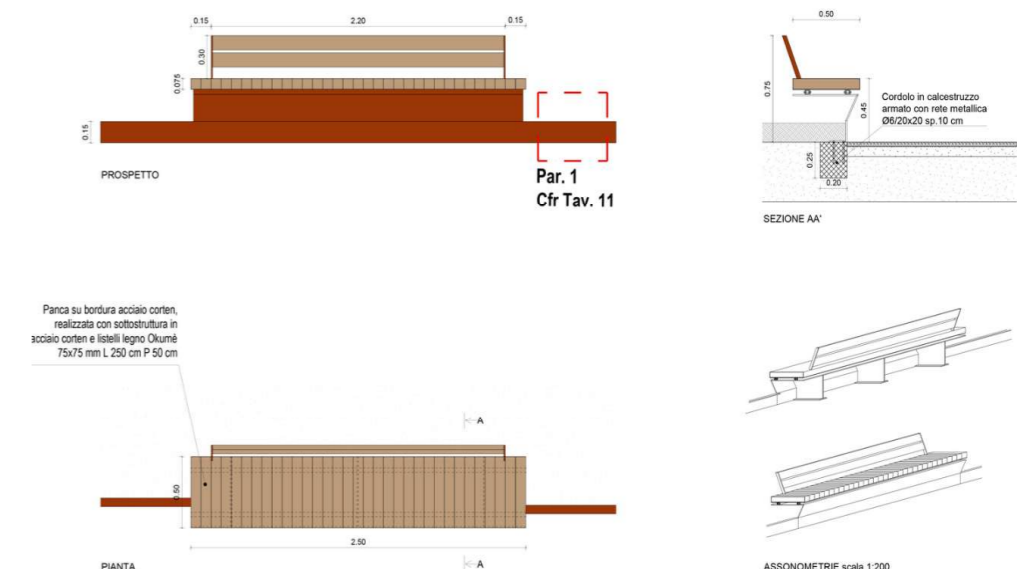 0.15
2.20
0.15
0.30
0.075
0.15
PROSPETTO
Par. 1
Cfr Tav. 11
0.50
0.75
0.45
Cordolo in calcestruzzo
armato con rete metallica
Ø6/20x20 sp.10 cm
0.25
0.20
SEZIONE AA'
Panca su bordura acciaio corten,
realizzata con sottostruttura in
acciaio corten e listelli legno Okumè
75x75 mm L 250 cm P 50 cm
A
0.50
2.50
A
PIANTA
ASSONOMETRIE scala 1:200